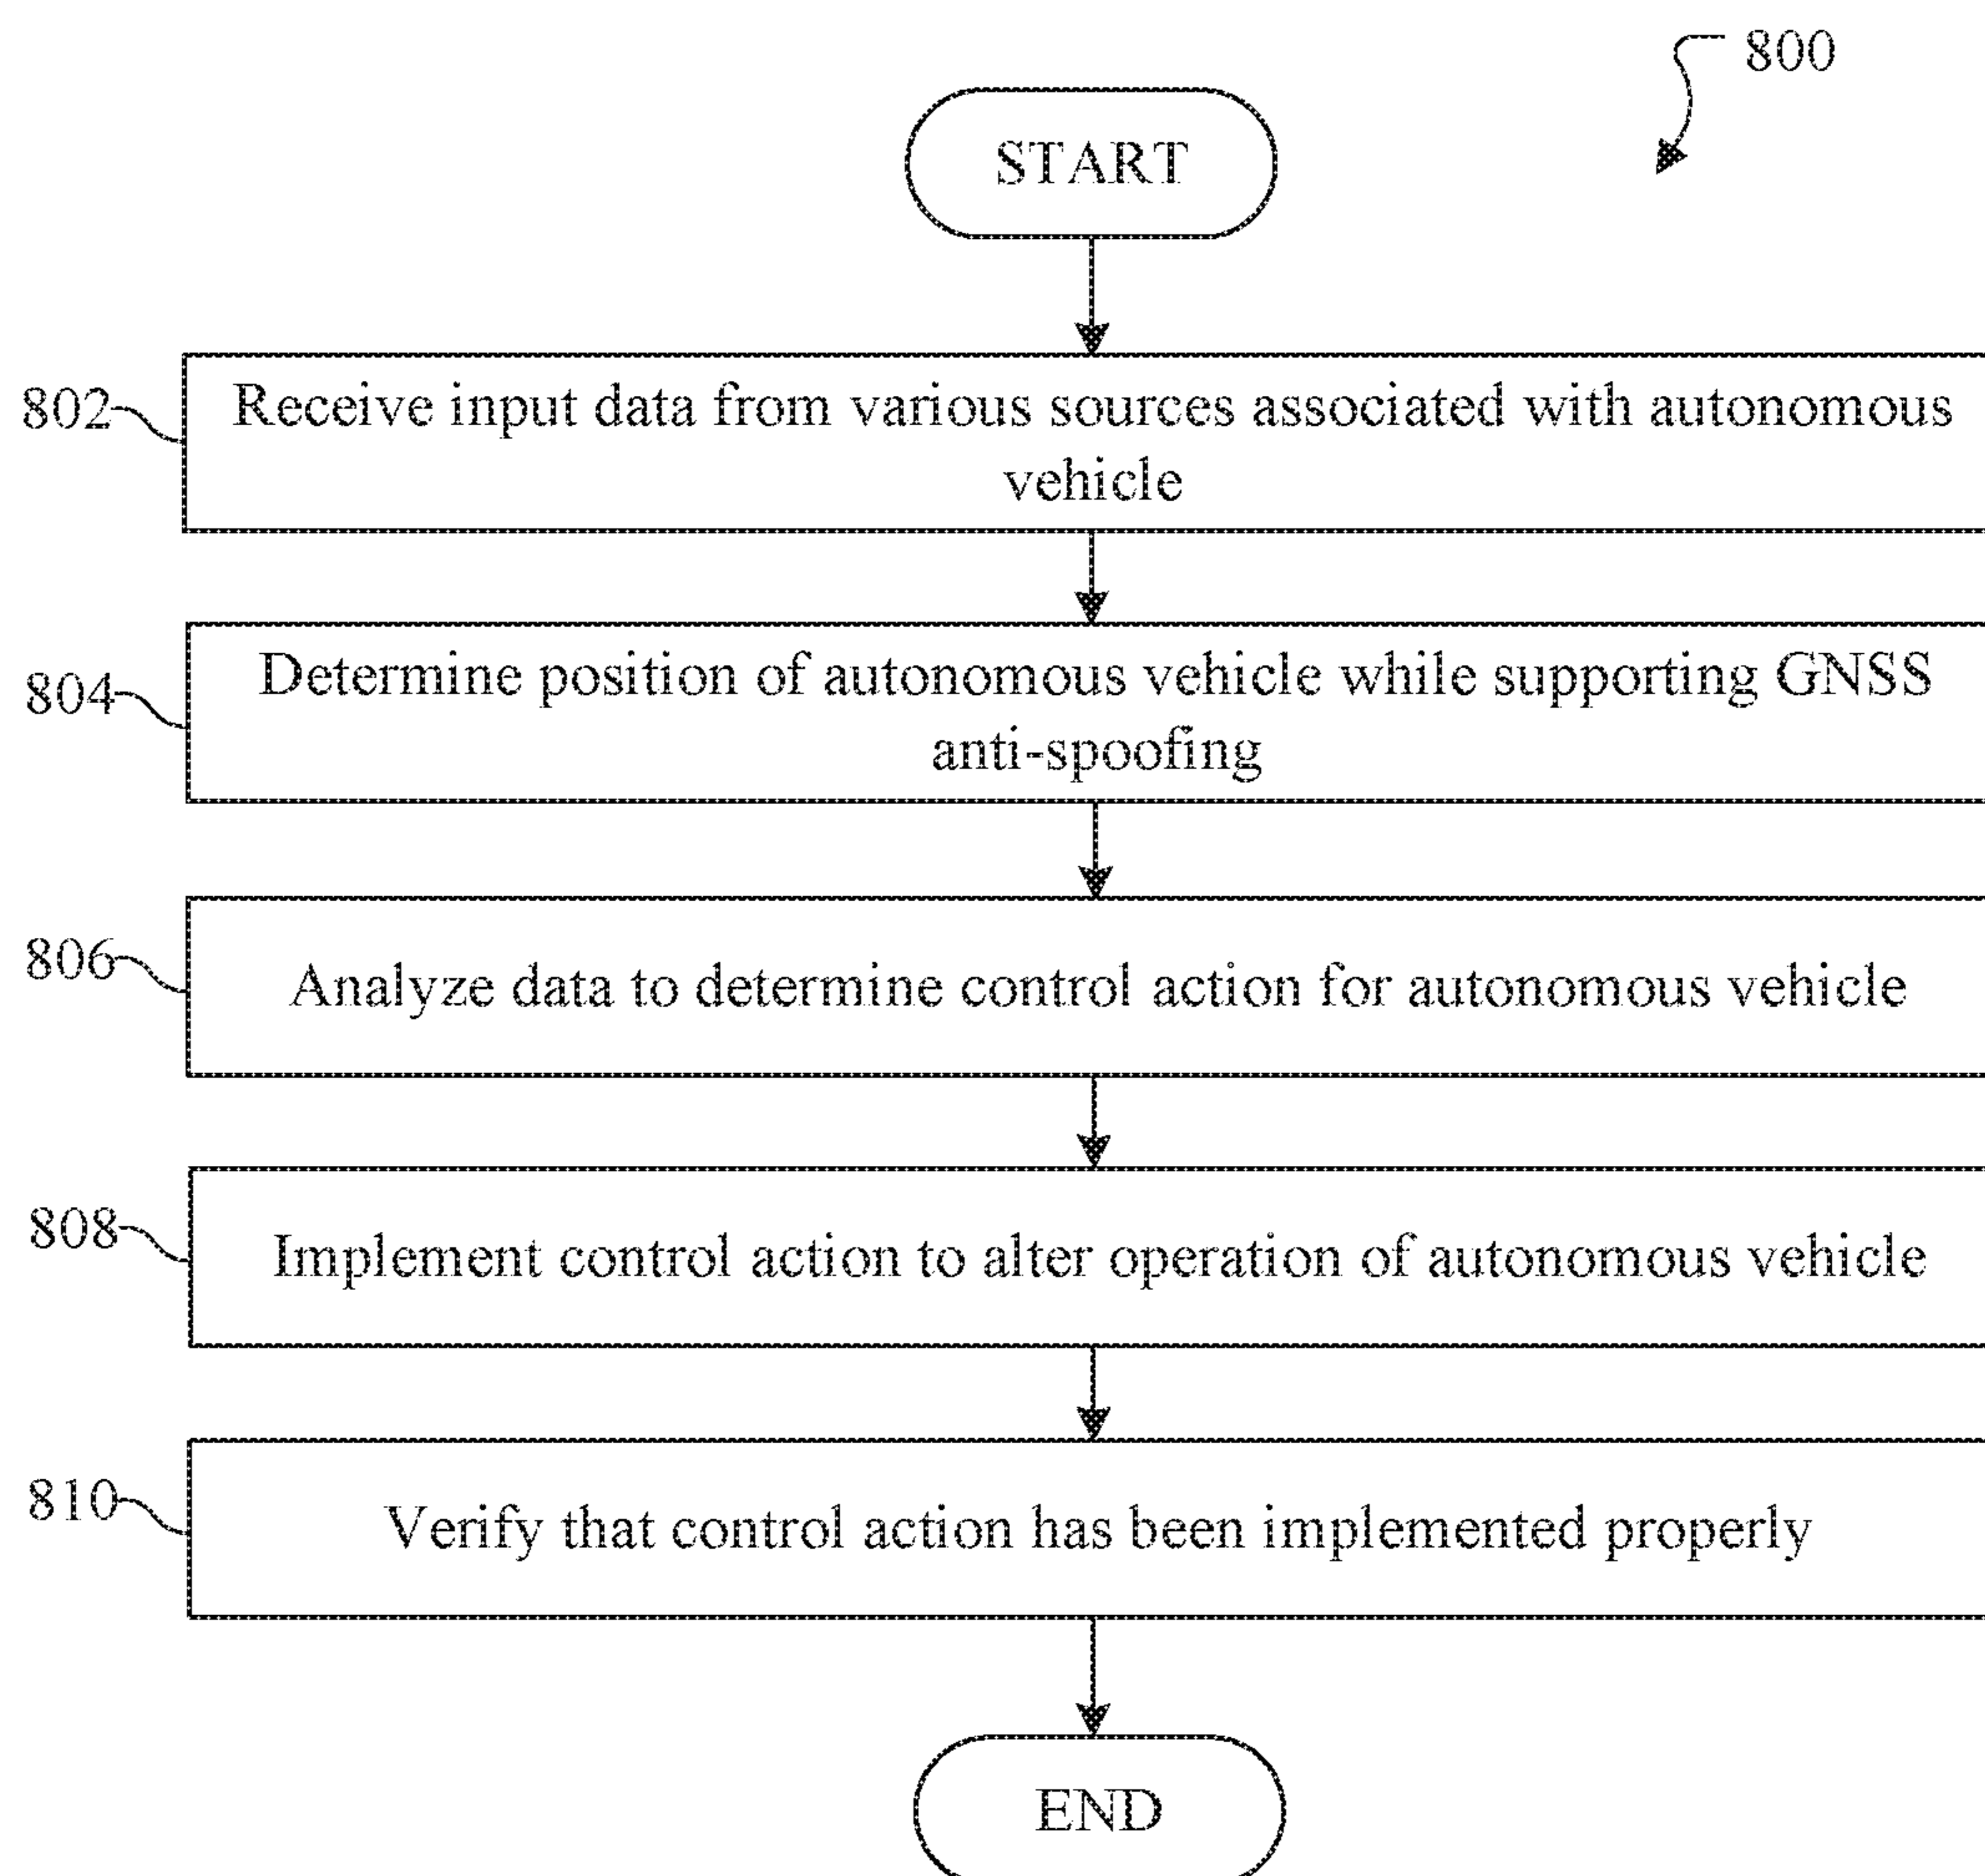 800
START
802
Receive input data from various sources associated with autonomous
vehicle
804
Determine position of autonomous vehicle while supporting GNSS
anti-spoofing
806
Analyze data to determine control action for autonomous vehicle
808
Implement control action to alter operation of autonomous vehicle
810
Verify that control action has been implemented properly
END